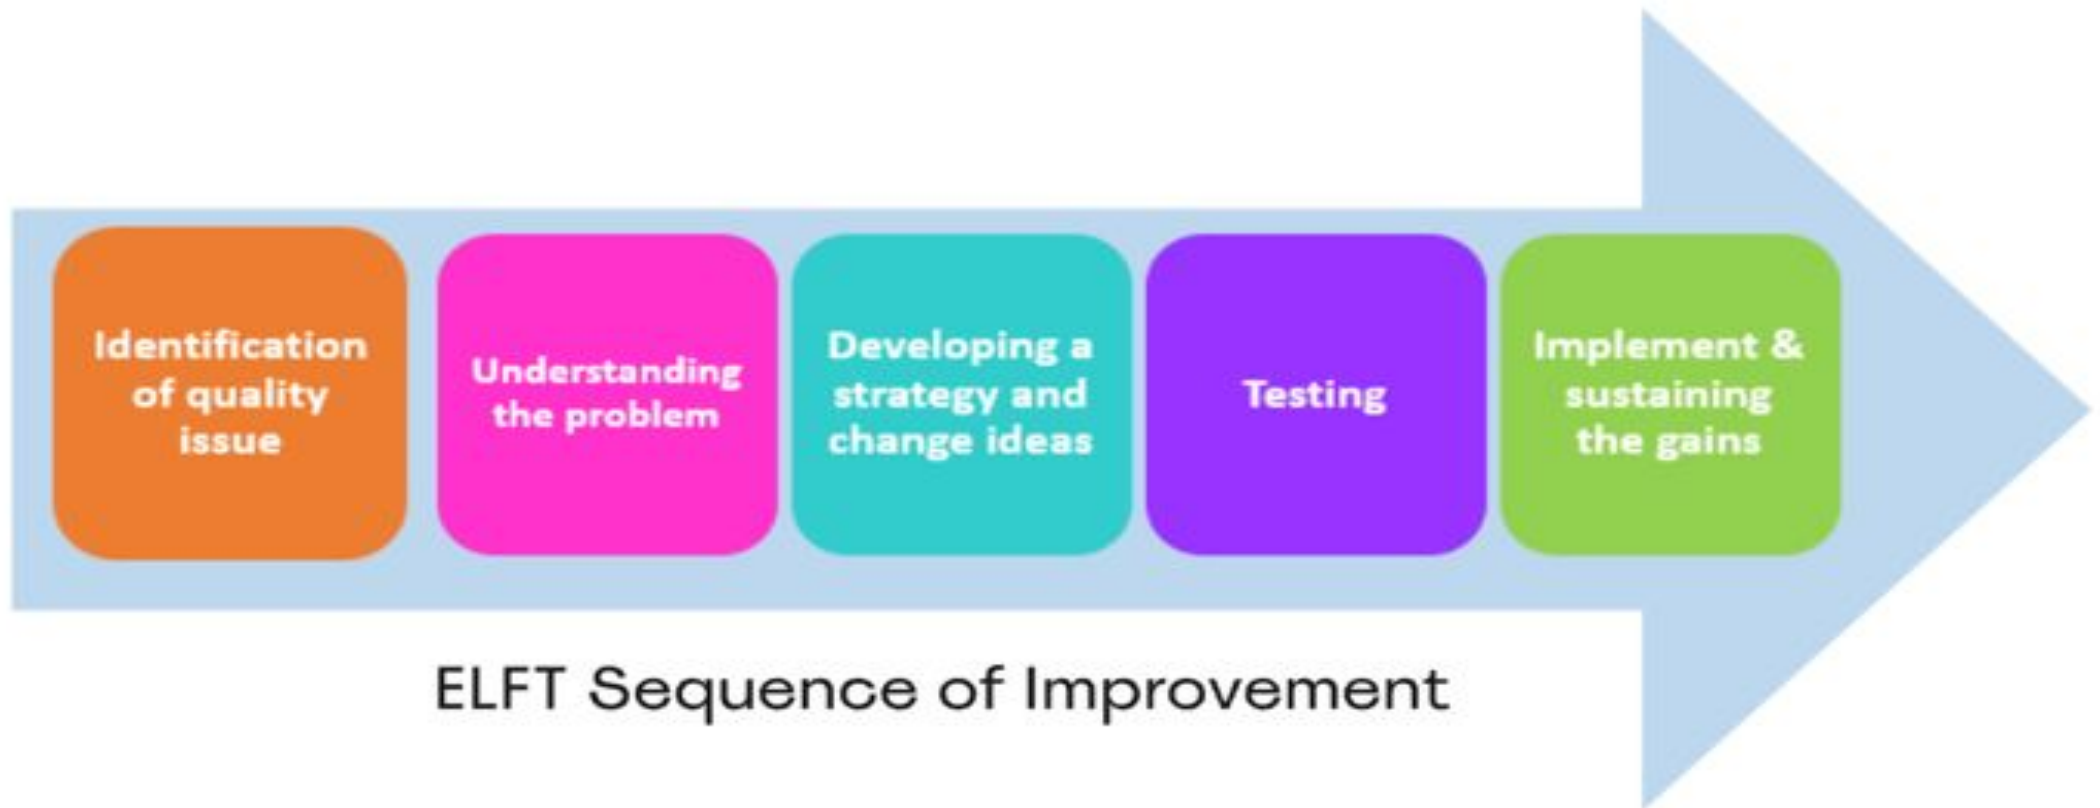 Identification
of quality
issue
Understanding
the problem
Developing a
strategy and
change ideas
Testing
Implement &
sustaining
the gains
ELFT Sequence of Improvement